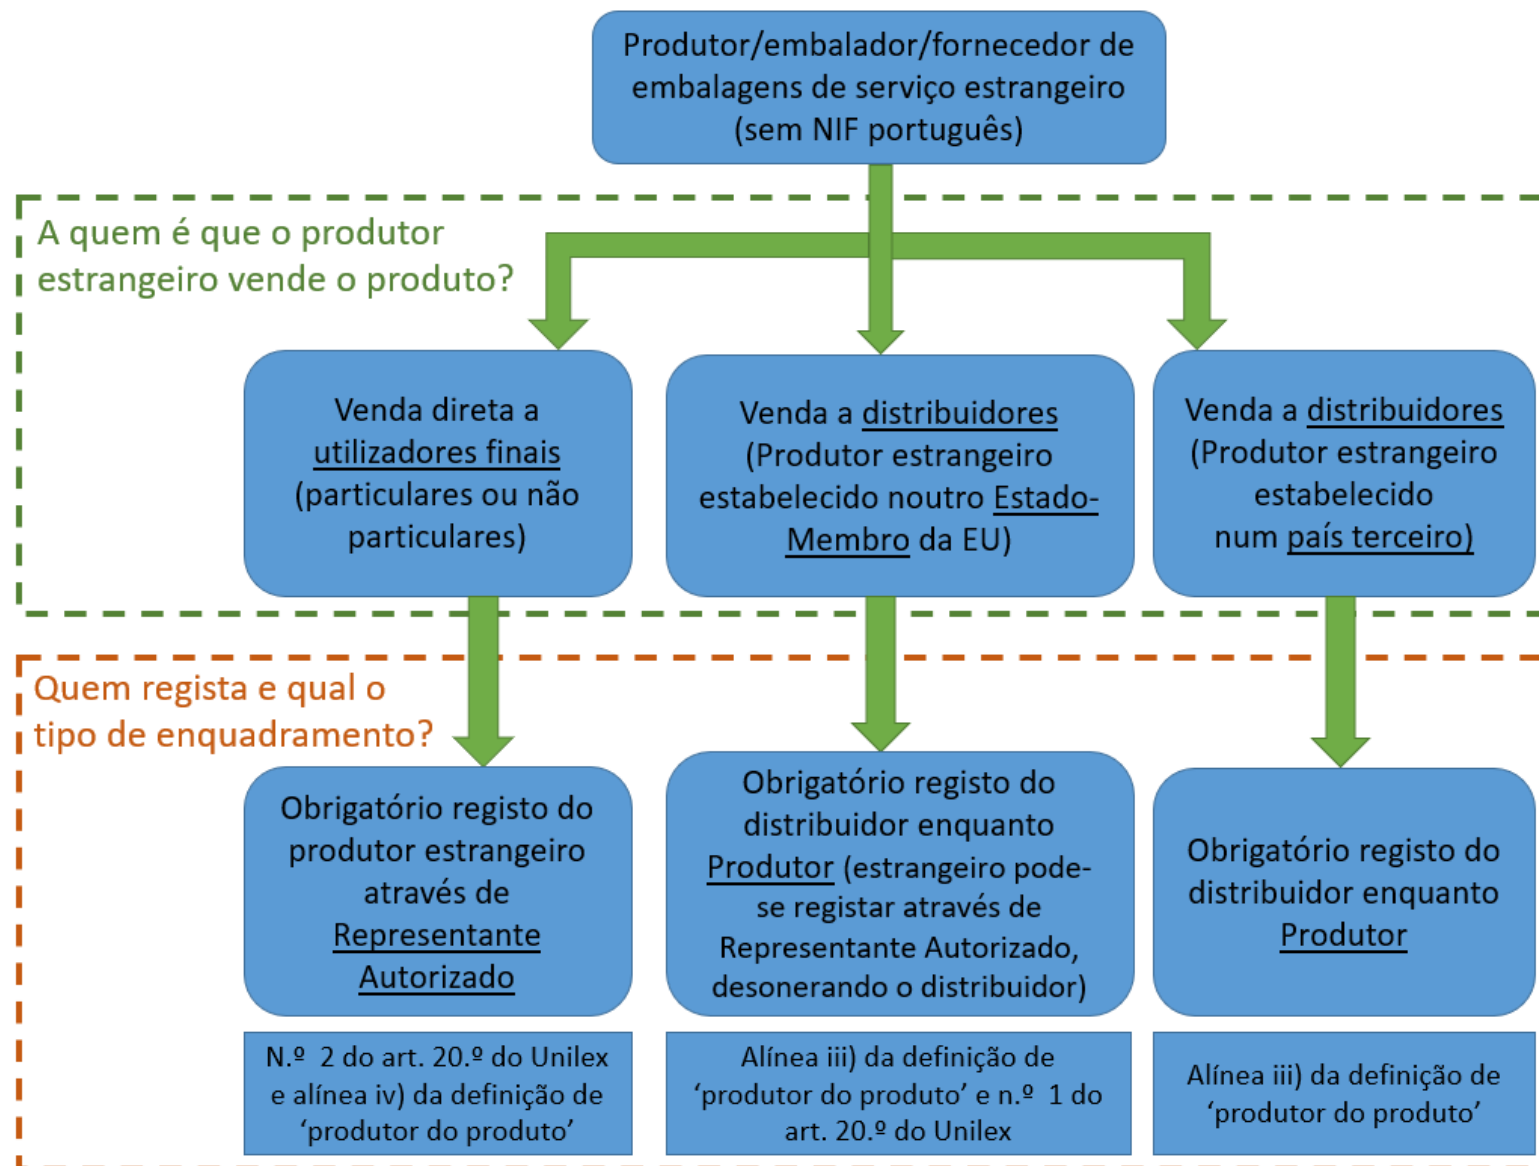 Produtor/embalador/fornecedor de
embalagens de serviço estrangeiro
(sem NIF português)
A quem é que o produtor
estrangeiro vende o produto?
Venda direta a
utilizadores finais
(particulares ou não
particulares)
Venda a distribuidores
(Produtor estrangeiro
estabelecido noutro Estado-
Membro da EU)
Venda a distribuidores
(Produtor estrangeiro
estabelecido
num país terceiro)
Quem regista e qual o
tipo de enquadramento?
Obrigatório registo do
produtor estrangeiro
através de
Representante
Autorizado
Obrigatório registo do
distribuidor enquanto
Produtor (estrangeiro pode-
se registar através de
Representante Autorizado,
desonerando o distribuidor)
Obrigatório registo do
distribuidor enquanto
Produtor
N.º 2 do art. 20.º do Unilex
e alínea iv) da definição de
‘produtor do produto’
Alínea iii) da definição de
‘produtor do produto’ e n.º 1 do
art. 20.º do Unilex
Alínea iii) da definição de
‘produtor do produto’